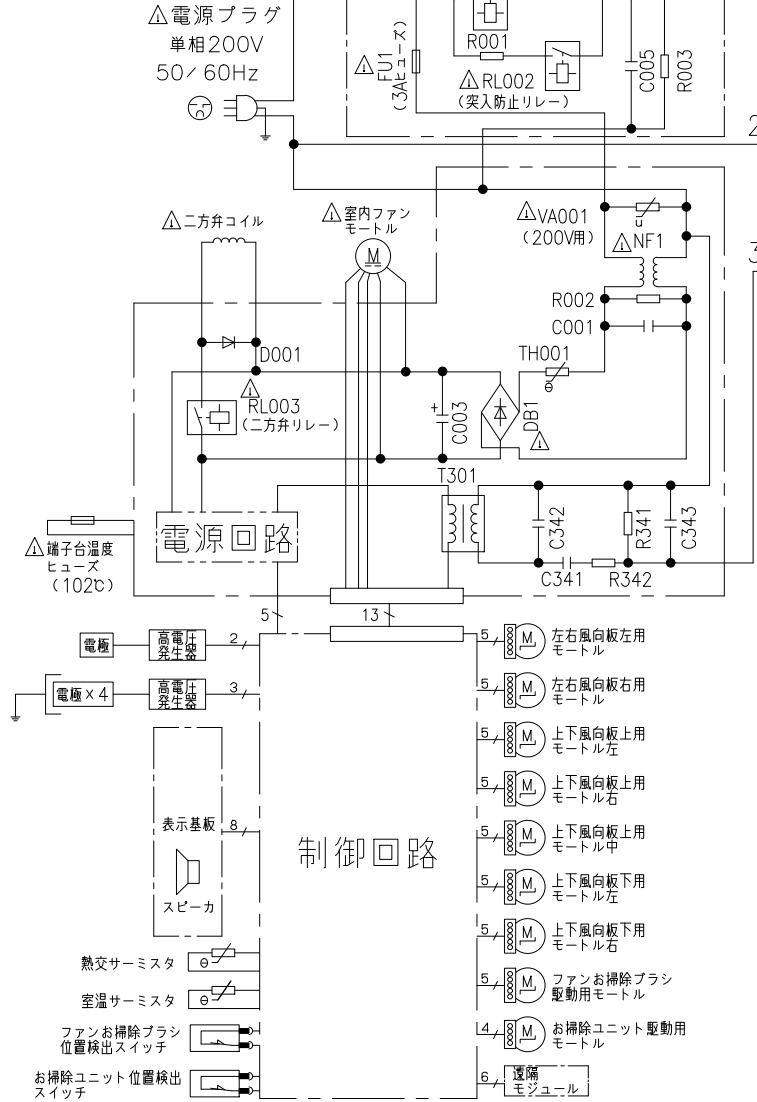 ⚠電源プラグ
単相200V
50/60Hz
⚠FU1
(3Aヒューズ)
R001
⚠RL002
(突入防止リレー)
C005
R003
2
⚠二方弁コイル
⚠室内ファン
モートル
M
⚠VA001
(200V用)
u
⚠NF1
3
R002
C001
D001
TH001
θ
⚠
RL003
(二方弁リレー)
+
C003
DB1
⚠
T301
電源回路
C342
R341
C343
C341
R342
⚠端子台温度
ヒューズ
(102℃)
5
13
電極
高電圧
発生器
2
電極×4
高電圧
発生器
3
表示基板
8
スピーカ
制御回路
熱交サーミスタ
θ
室温サーミスタ
θ
ファンお掃除ブラシ
位置検出スイッチ
お掃除ユニット位置検出
スイッチ
5
M
左右風向板左用
モートル
5
M
左右風向板右用
モートル
5
M
上下風向板上用
モートル左
5
M
上下風向板上用
モートル右
5
M
上下風向板上用
モートル中
5
M
上下風向板下用
モートル左
5
M
上下風向板下用
モートル右
5
M
ファンお掃除ブラシ
駆動用モートル
4
M
お掃除ユニット駆動用
モートル
6
遠隔
モジュール